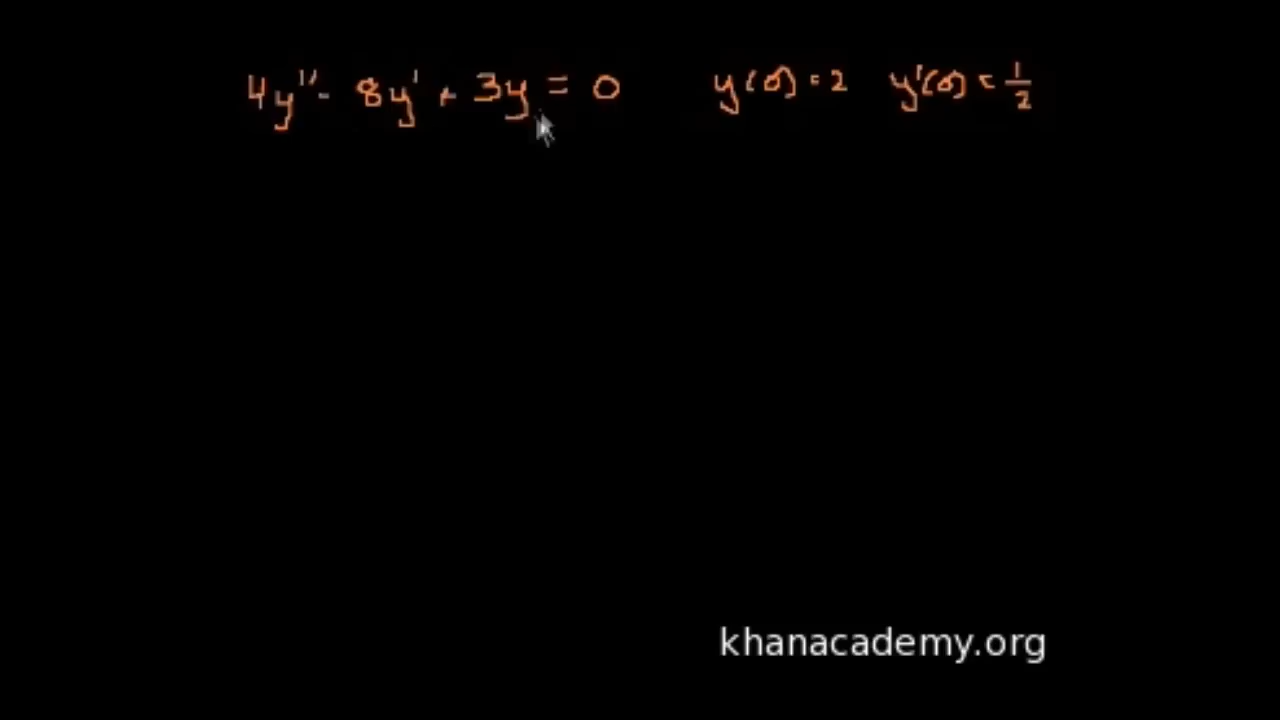 4y'' - 8y' + 3y = 0 y(0) = 2 y'(0) = 1/2
khanacademy.org